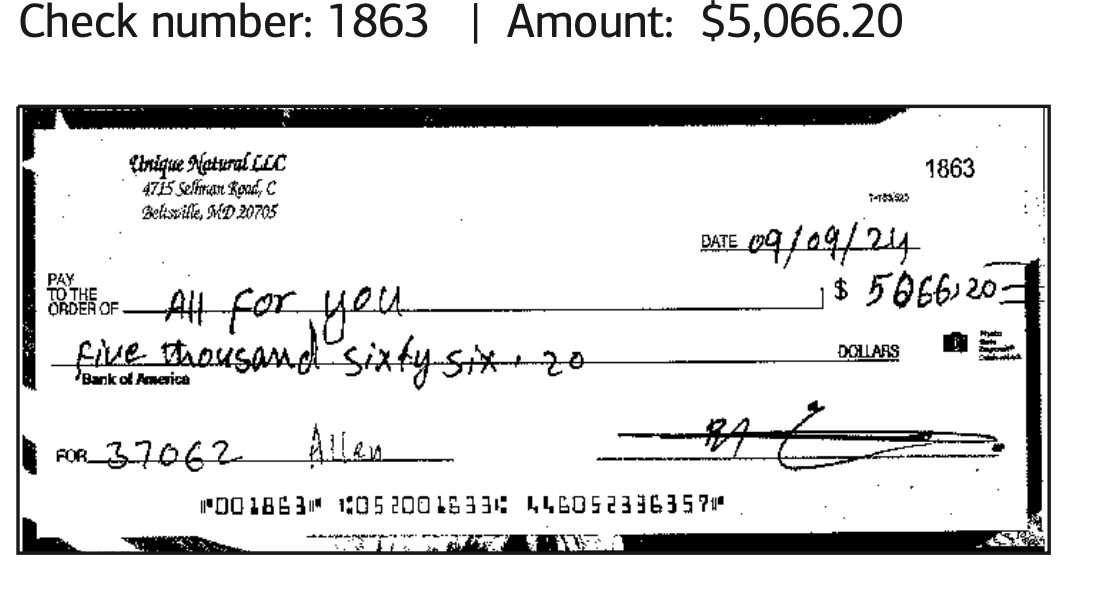 Check number: 1863 | Amount: $5,066.20
Unique Natural LLC
4715 Sellman Road, C
Beltsville, MD 20705
1863
DATE 09/09/24
PAY
TO THE
ORDER OF All for you $ 5066.20
five thousand sixty six . 20 DOLLARS
Bank of America
FOR 37062 Allen
⑈001863⑈ ⑆052001633⑆ 446052336357⑈